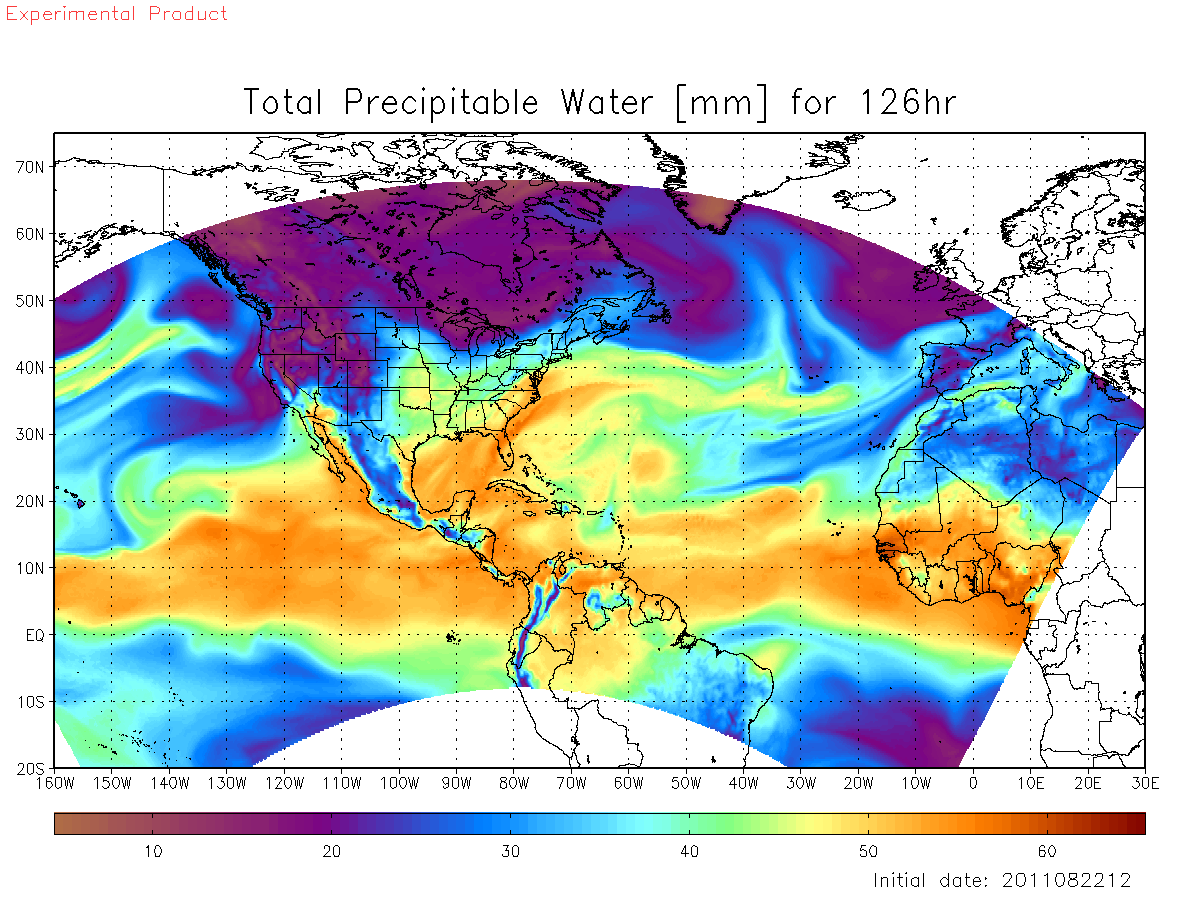 Experimental Product
Total Precipitable Water [mm] for 126hr
70N
60N
50N
40N
30N
20N
10N
EQ
10S
20S
160W 150W 140W 130W 120W 110W 100W 90W 80W 70W 60W 50W 40W 30W 20W 10W 0 10E 20E 30E
10 20 30 40 50 60
Initial date: 2011082212